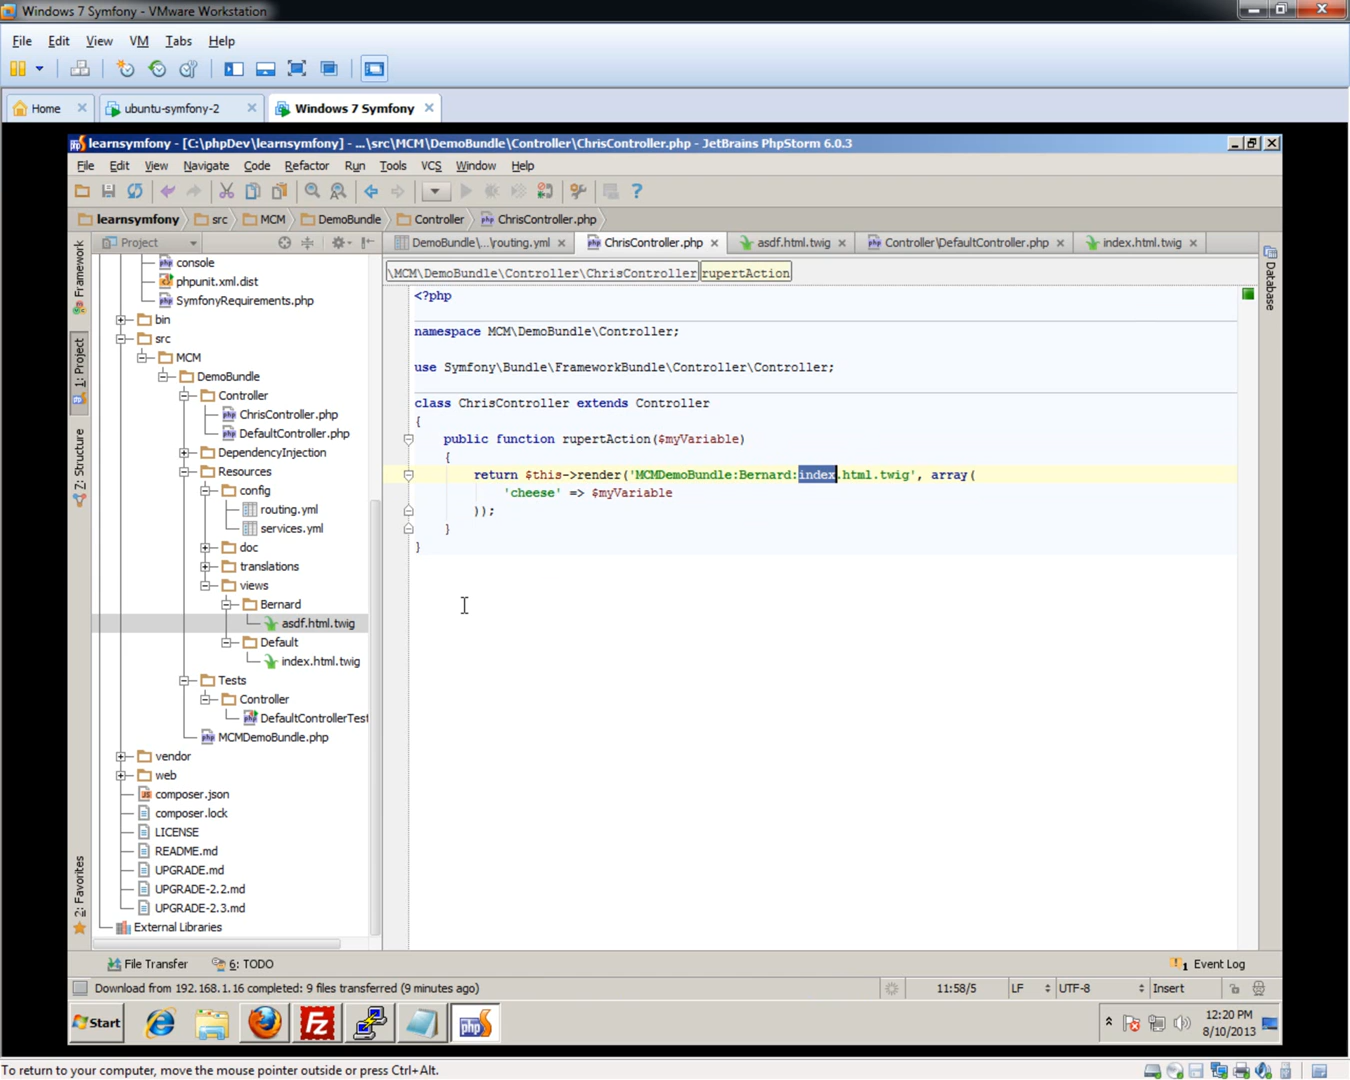 Windows 7 Symfony - VMware Workstation
File Edit View VM Tabs Help
Home ubuntu-symfony-2 Windows 7 Symfony
learnsymfony - [C:\phpDev\learnsymfony] - ...\src\MCM\DemoBundle\Controller\ChrisController.php - JetBrains PhpStorm 6.0.3
File Edit View Navigate Code Refactor Run Tools VCS Window Help
learnsymfony src MCM DemoBundle Controller ChrisController.php
Project DemoBundle\...\routing.yml ChrisController.php asdf.html.twig Controller\DefaultController.php index.html.twig
\MCM\DemoBundle\Controller\ChrisController rupertAction
Framework
1: Project
Z: Structure
2: Favorites
Database
console
phpunit.xml.dist
SymfonyRequirements.php
bin
src
MCM
DemoBundle
Controller
ChrisController.php
DefaultController.php
DependencyInjection
Resources
config
routing.yml
services.yml
doc
translations
views
Bernard
asdf.html.twig
Default
index.html.twig
Tests
Controller
DefaultControllerTest
MCMDemoBundle.php
vendor
web
composer.json
composer.lock
LICENSE
README.md
UPGRADE.md
UPGRADE-2.2.md
UPGRADE-2.3.md
External Libraries
<?php
namespace MCM\DemoBundle\Controller;
use Symfony\Bundle\FrameworkBundle\Controller\Controller;
class ChrisController extends Controller
{
public function rupertAction($myVariable)
{
return $this->render('MCMDemoBundle:Bernard:index.html.twig', array(
'cheese' => $myVariable
));
}
}
File Transfer 6: TODO 1 Event Log
Download from 192.168.1.16 completed: 9 files transferred (9 minutes ago) 11:58/5 LF UTF-8 Insert
Start 12:20 PM
8/10/2013
To return to your computer, move the mouse pointer outside or press Ctrl+Alt.